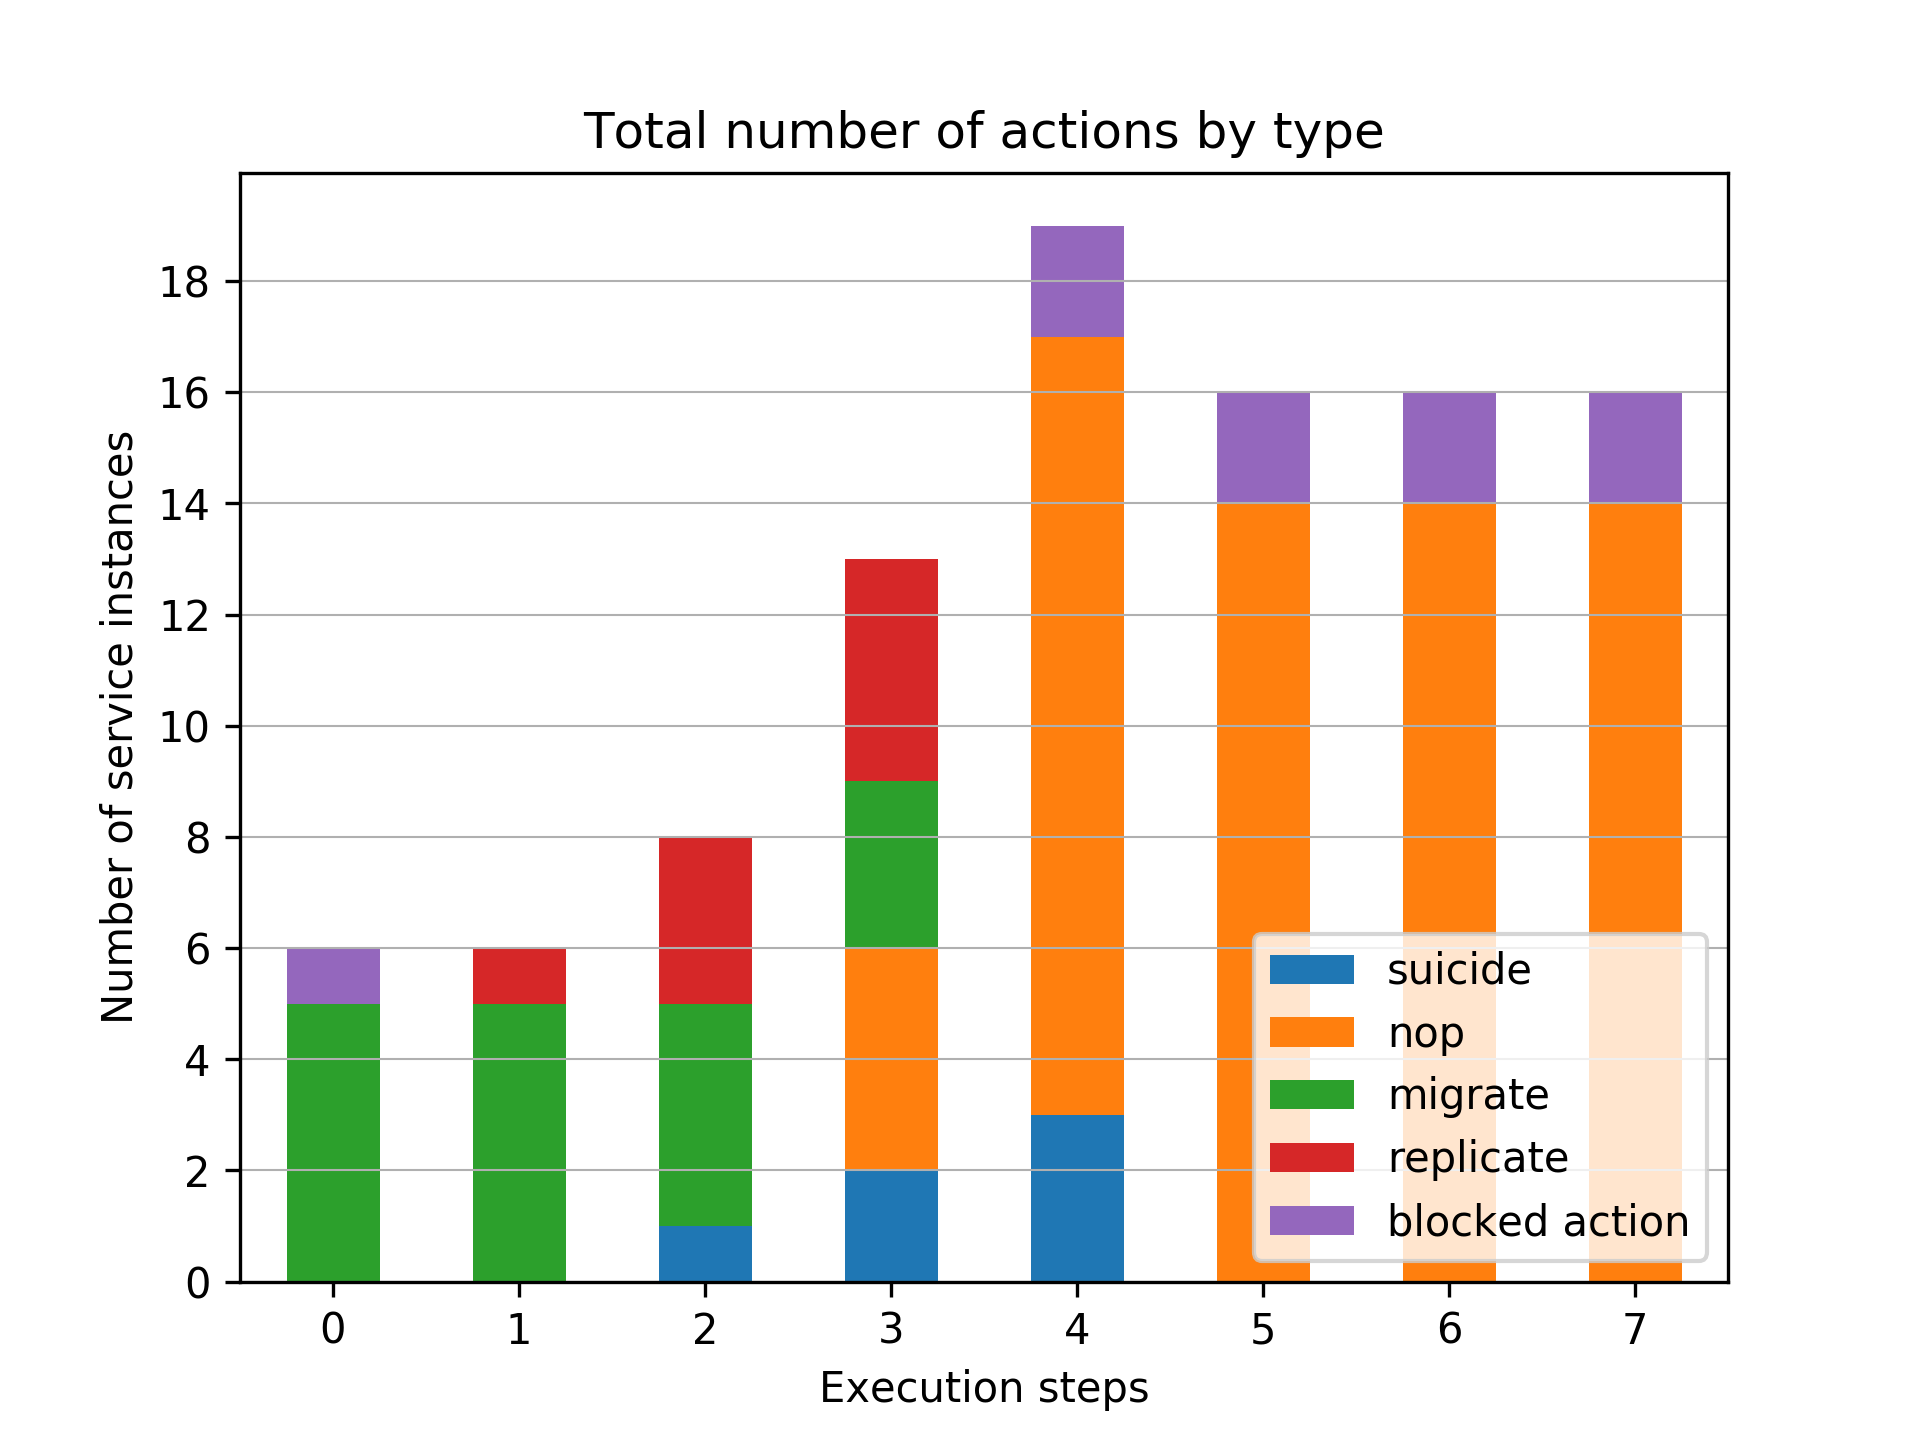 Total number of actions by type
Number of service instances
18
16
14
12
10
8
6
4
2
0
suicide
nop
migrate
replicate
blocked action
0 1 2 3 4 5 6 7
Execution steps